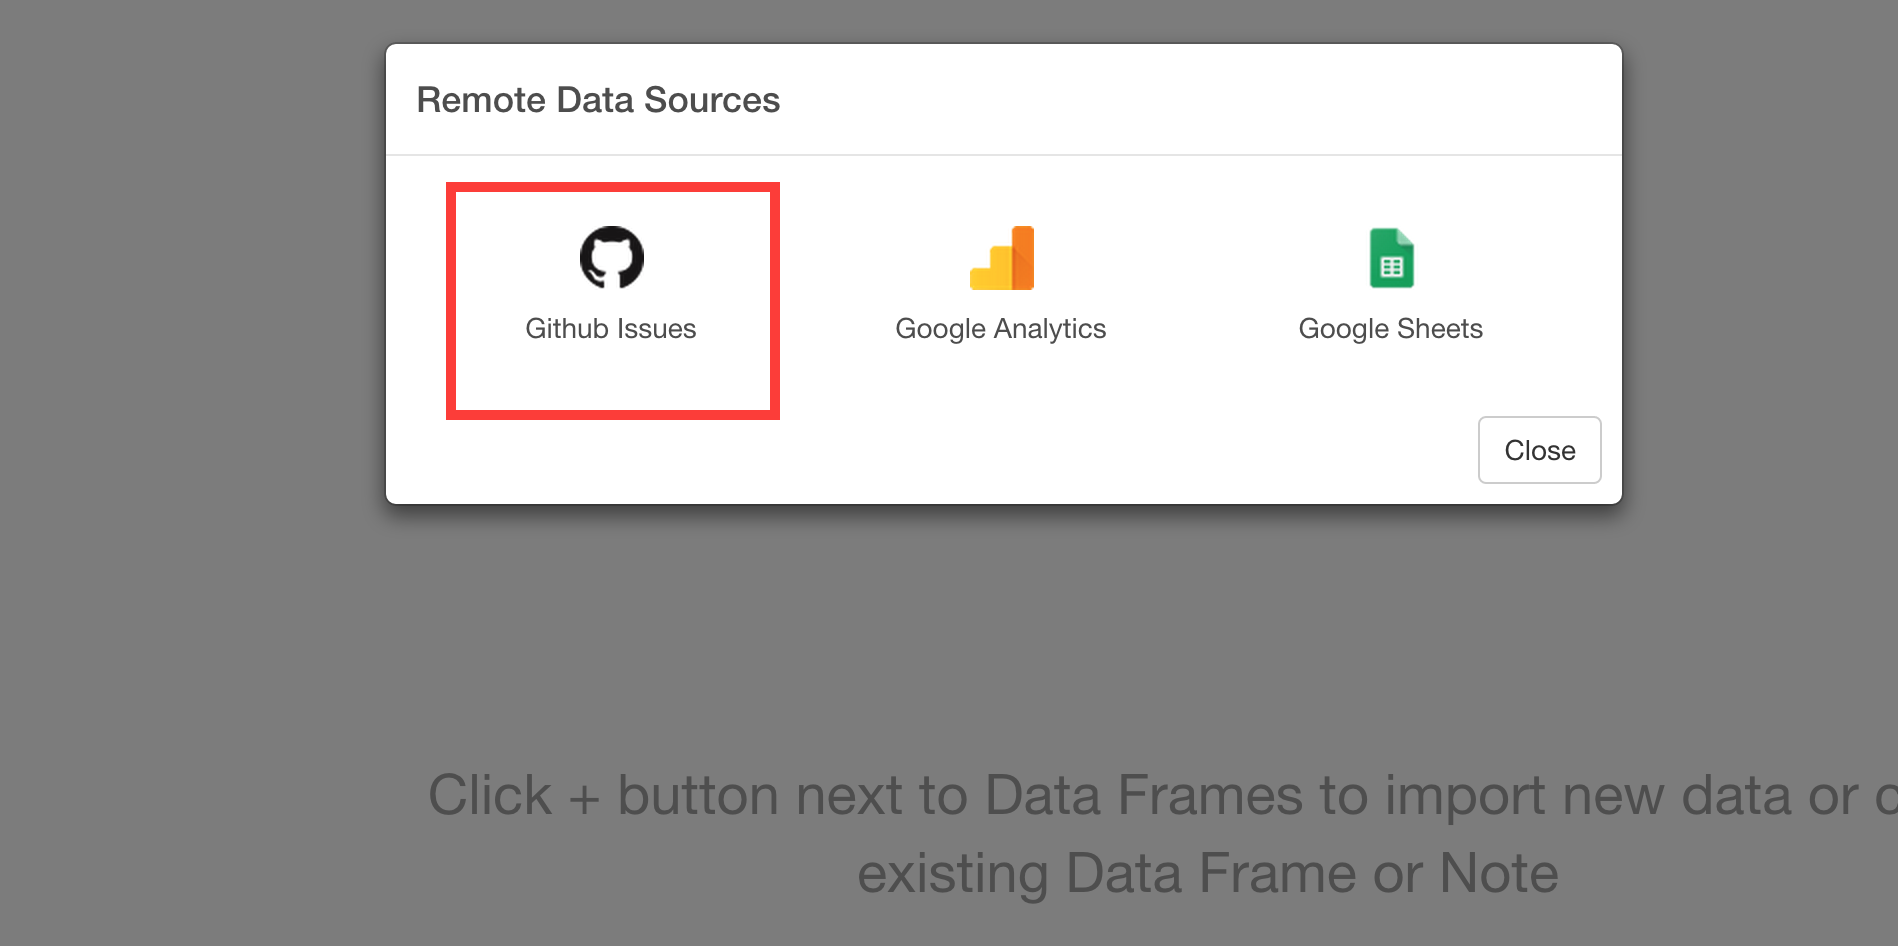 Remote Data Sources
Github Issues
Google Analytics
Google Sheets
Close
Click + button next to Data Frames to import new data or
existing Data Frame or Note